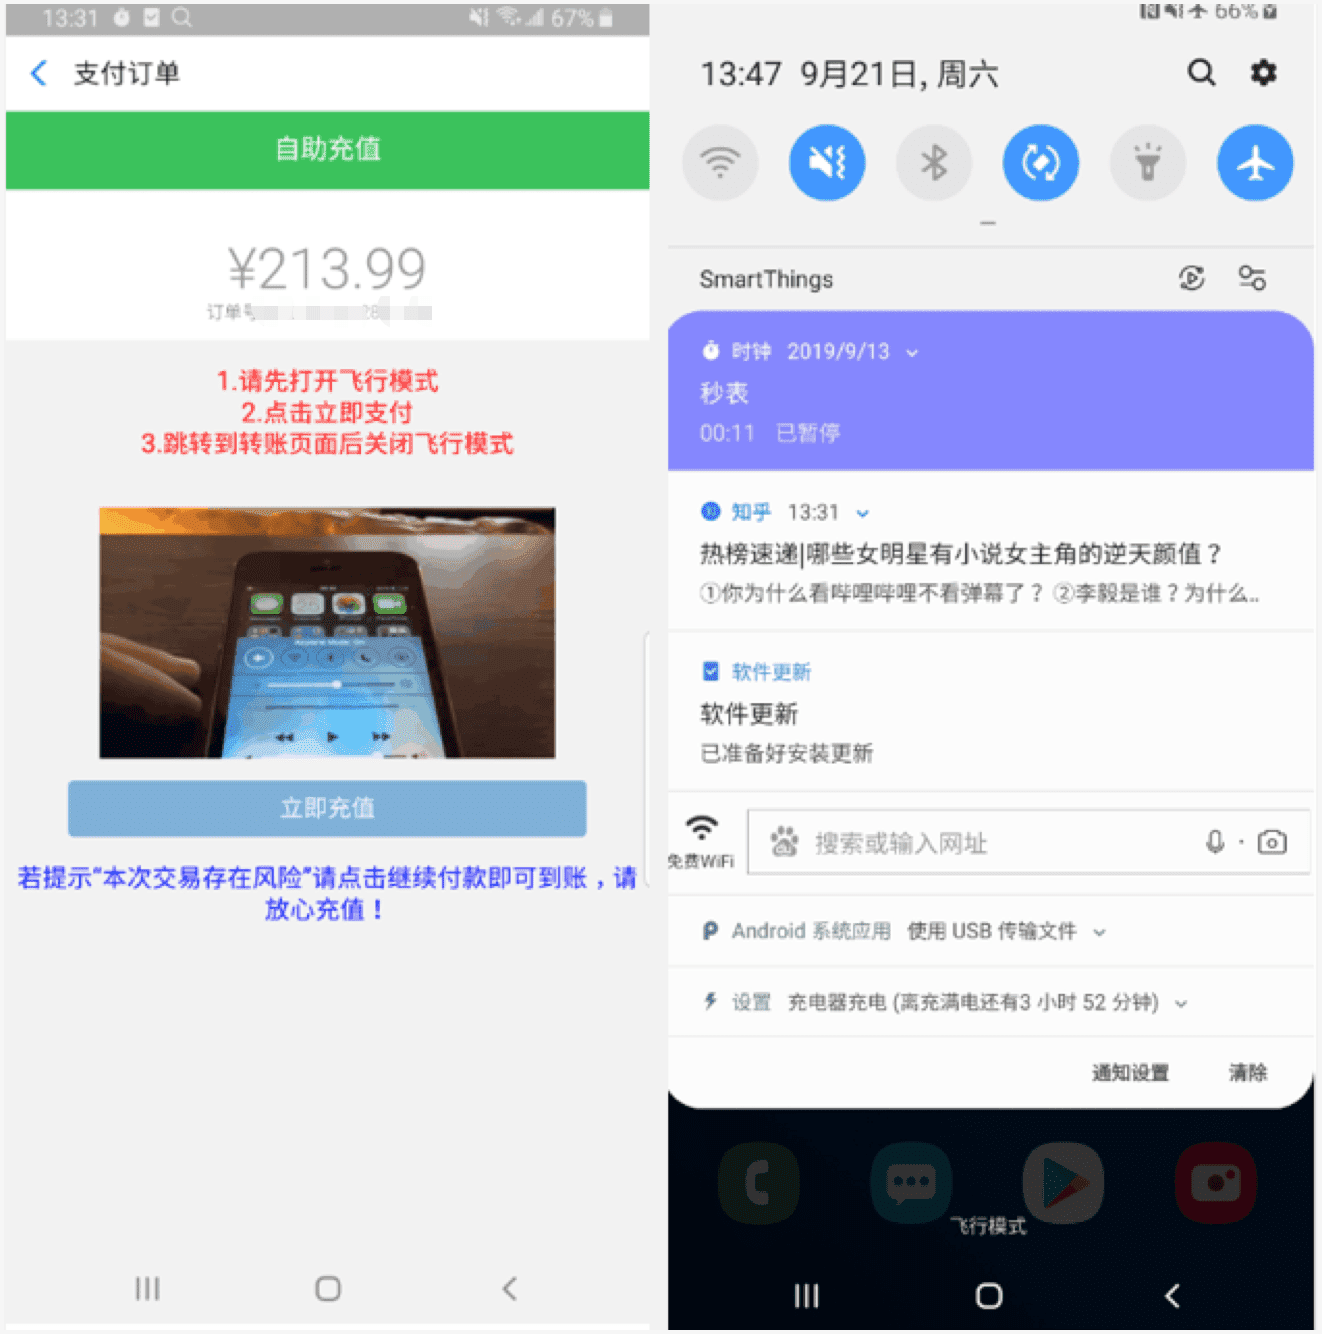 13:31
67%
支付订单
自助充值
¥213.99
订单号
28
1.请先打开飞行模式
2.点击立即支付
3.跳转到转账页面后关闭飞行模式
立即充值
若提示“本次交易存在风险”请点击继续付款即可到账，请
放心充值！
66%
13:47 9月21日, 周六
SmartThings
时钟 2019/9/13
秒表
00:11 已暂停
知乎 13:31
热榜速递|哪些女明星有小说女主角的逆天颜值？
①你为什么看哔哩哔哩不看弹幕了？ ②李毅是谁？为什么..
软件更新
软件更新
已准备好安装更新
免费WiFi
搜索或输入网址
Android 系统应用 使用 USB 传输文件
设置 充电器充电 (离充满电还有3 小时 52 分钟)
通知设置 清除
飞行模式